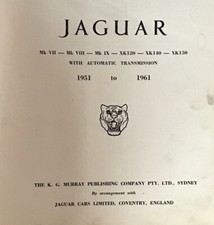 JAGUAR
Mk VII — Mk VIII — Mk IX — XK120 — XK140 — XK150
WITH AUTOMATIC TRANSMISSION
1951 to 1961
THE K. G. MURRAY PUBLISHING COMPANY PTY. LTD., SYDNEY
By arrangement with
JAGUAR CARS LIMITED, COVENTRY, ENGLAND